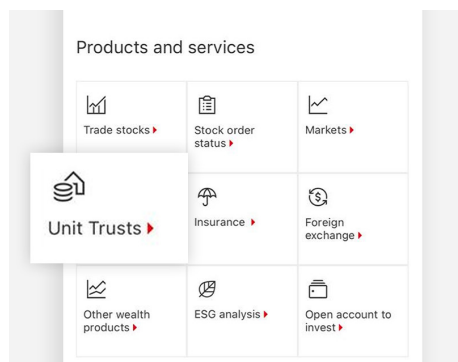 Products and services
Trade stocks
Stock order
status
Markets
Unit Trusts
Insurance
Foreign
exchange
Other wealth
products
ESG analysis
Open account to
invest